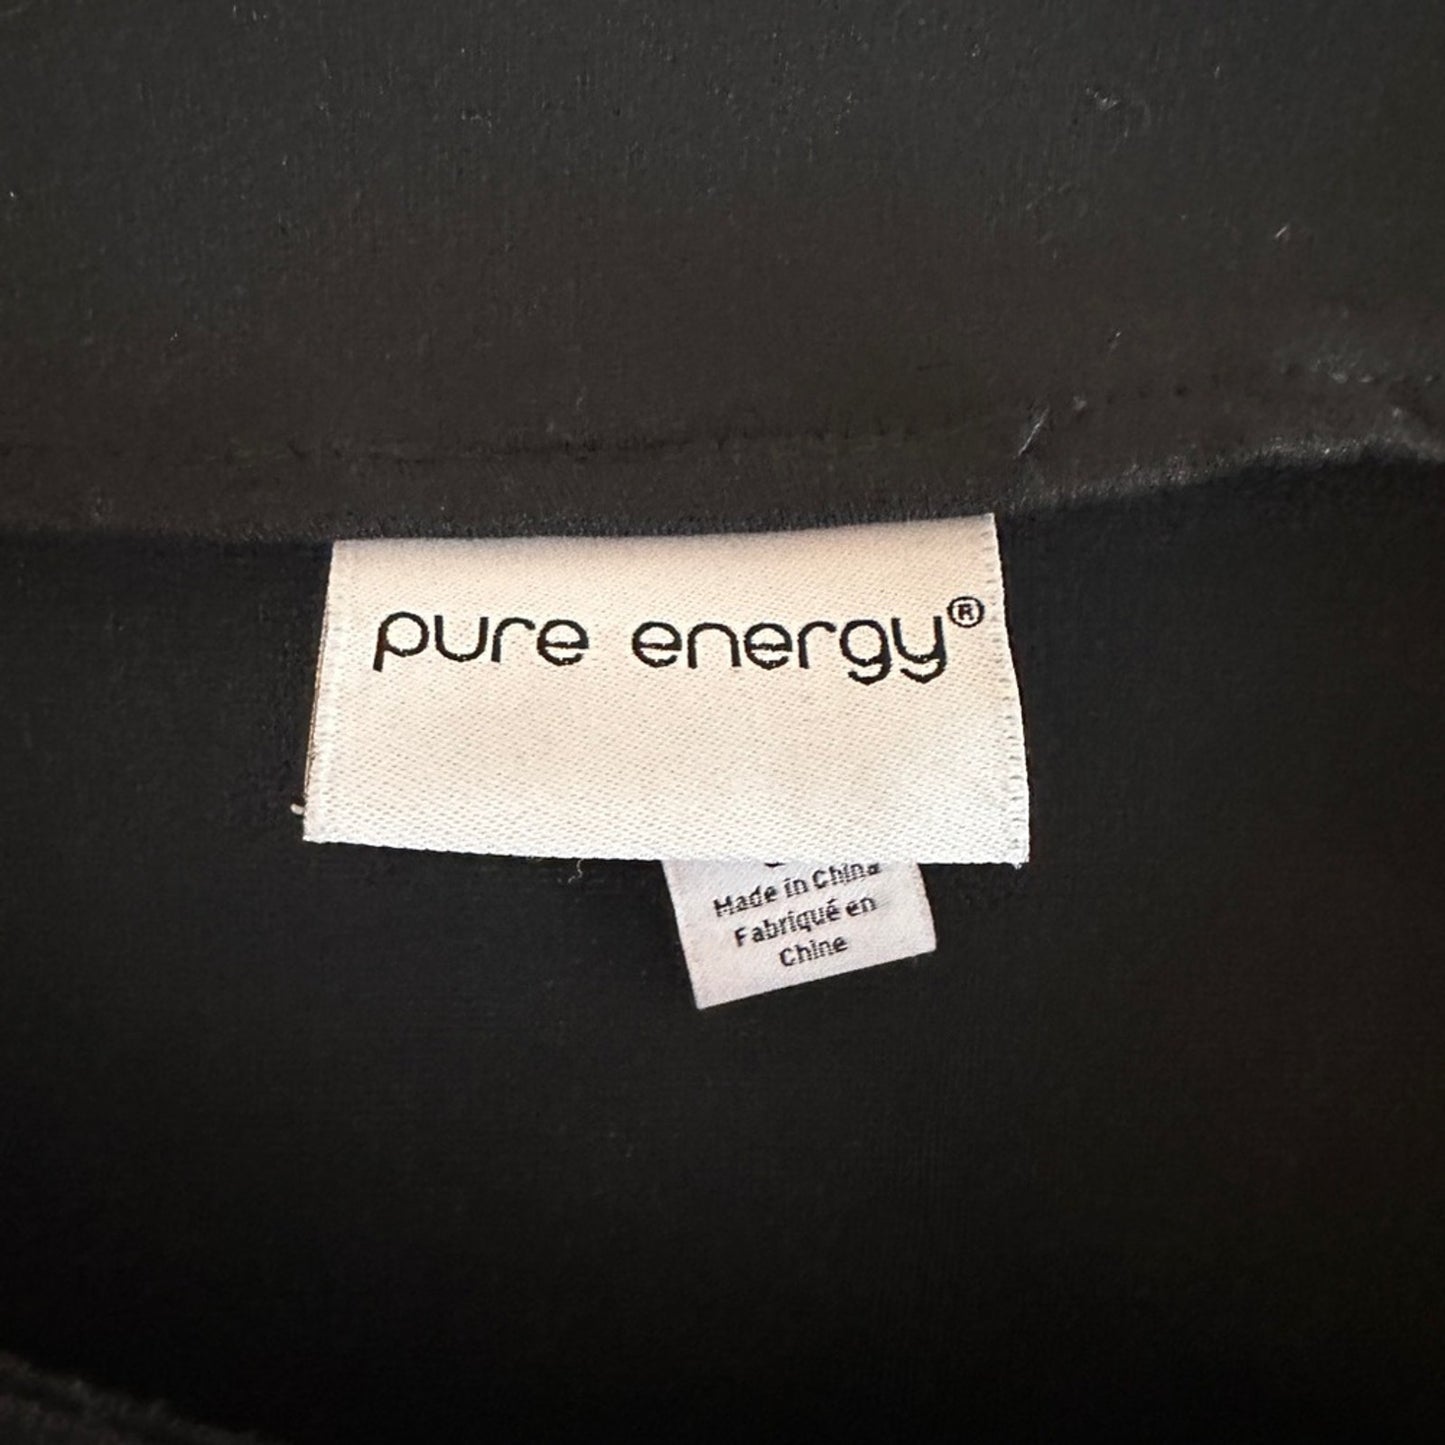 pure energy®
Made in China
Fabriqué en
Chine